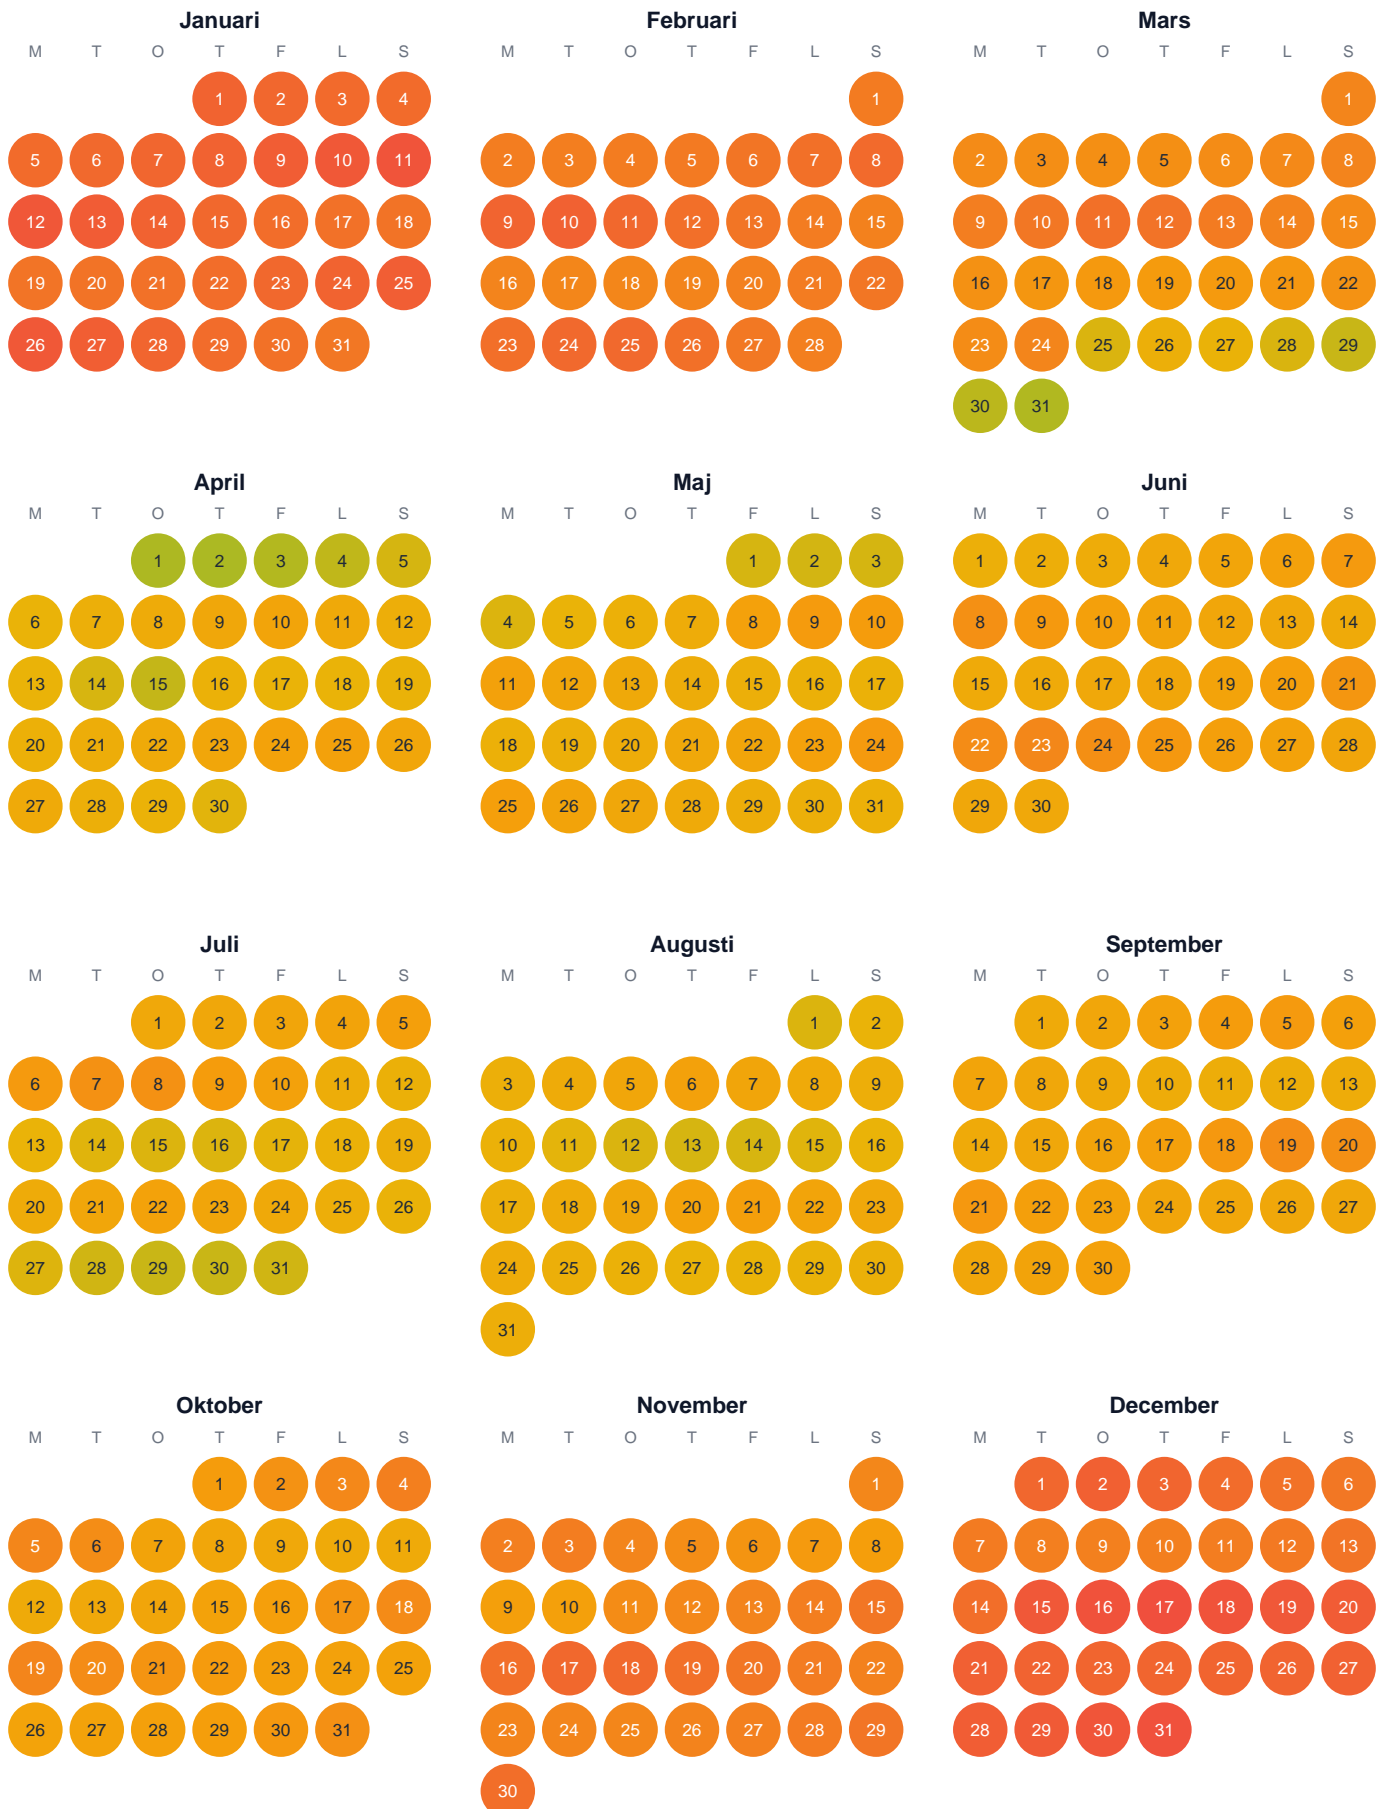 Januari Februari Mars
M T O T F L S M T O T F L S M T O T F L S
1 2 3 4 1 1
5 6 7 8 9 10 11 2 3 4 5 6 7 8 2 3 4 5 6 7 8
12 13 14 15 16 17 18 9 10 11 12 13 14 15 9 10 11 12 13 14 15
19 20 21 22 23 24 25 16 17 18 19 20 21 22 16 17 18 19 20 21 22
26 27 28 29 30 31 23 24 25 26 27 28 23 24 25 26 27 28 29
30 31
April Maj Juni
M T O T F L S M T O T F L S M T O T F L S
1 2 3 4 5 1 2 3 1 2 3 4 5 6 7
6 7 8 9 10 11 12 4 5 6 7 8 9 10 8 9 10 11 12 13 14
13 14 15 16 17 18 19 11 12 13 14 15 16 17 15 16 17 18 19 20 21
20 21 22 23 24 25 26 18 19 20 21 22 23 24 22 23 24 25 26 27 28
27 28 29 30 25 26 27 28 29 30 31 29 30
Juli Augusti September
M T O T F L S M T O T F L S M T O T F L S
1 2 3 4 5 1 2 1 2 3 4 5 6
6 7 8 9 10 11 12 3 4 5 6 7 8 9 7 8 9 10 11 12 13
13 14 15 16 17 18 19 10 11 12 13 14 15 16 14 15 16 17 18 19 20
20 21 22 23 24 25 26 17 18 19 20 21 22 23 21 22 23 24 25 26 27
27 28 29 30 31 24 25 26 27 28 29 30 28 29 30
31
Oktober November December
M T O T F L S M T O T F L S M T O T F L S
1 2 3 4 1 1 2 3 4 5 6
5 6 7 8 9 10 11 2 3 4 5 6 7 8 7 8 9 10 11 12 13
12 13 14 15 16 17 18 9 10 11 12 13 14 15 14 15 16 17 18 19 20
19 20 21 22 23 24 25 16 17 18 19 20 21 22 21 22 23 24 25 26 27
26 27 28 29 30 31 23 24 25 26 27 28 29 28 29 30 31
30